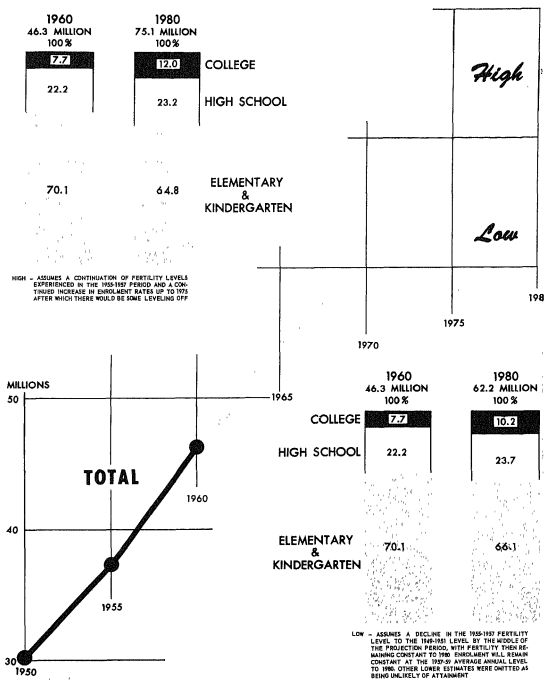 1960
46.3 MILLION
100%
1980
75.1 MILLION
100%
7.7
12.0
COLLEGE
22.2
23.2
HIGH SCHOOL
70.1
64.8
ELEMENTARY
&
KINDERGARTEN
HIGH – ASSUMES A CONTINUATION OF FERTILITY LEVELS
EXPERIENCED IN THE 1955-1957 PERIOD AND A CON-
TINUED INCREASE IN ENROLMENT RATES UP TO 1975
AFTER WHICH THERE WOULD BE SOME LEVELING OFF
High
Low
198
1975
1970
1965
MILLIONS
50
40
30
TOTAL
1960
1955
1950
1960
46.3 MILLION
100%
1980
62.2 MILLION
100%
COLLEGE
7.7
10.2
HIGH SCHOOL
22.2
23.7
ELEMENTARY
&
KINDERGARTEN
70.1
66.1
LOW – ASSUMES A DECLINE IN THE 1955-1957 FERTILITY
LEVEL TO THE 1949-1951 LEVEL BY THE MIDDLE OF
THE PROJECTION PERIOD, WITH FERTILITY THEN RE-
MAINING CONSTANT TO 1980. ENROLMENT WILL REMAIN
CONSTANT AT THE 1957-59 AVERAGE ANNUAL LEVEL
TO 1980. OTHER LOWER ESTIMATES WERE OMITTED AS
BEING UNLIKELY OF ATTAINMENT